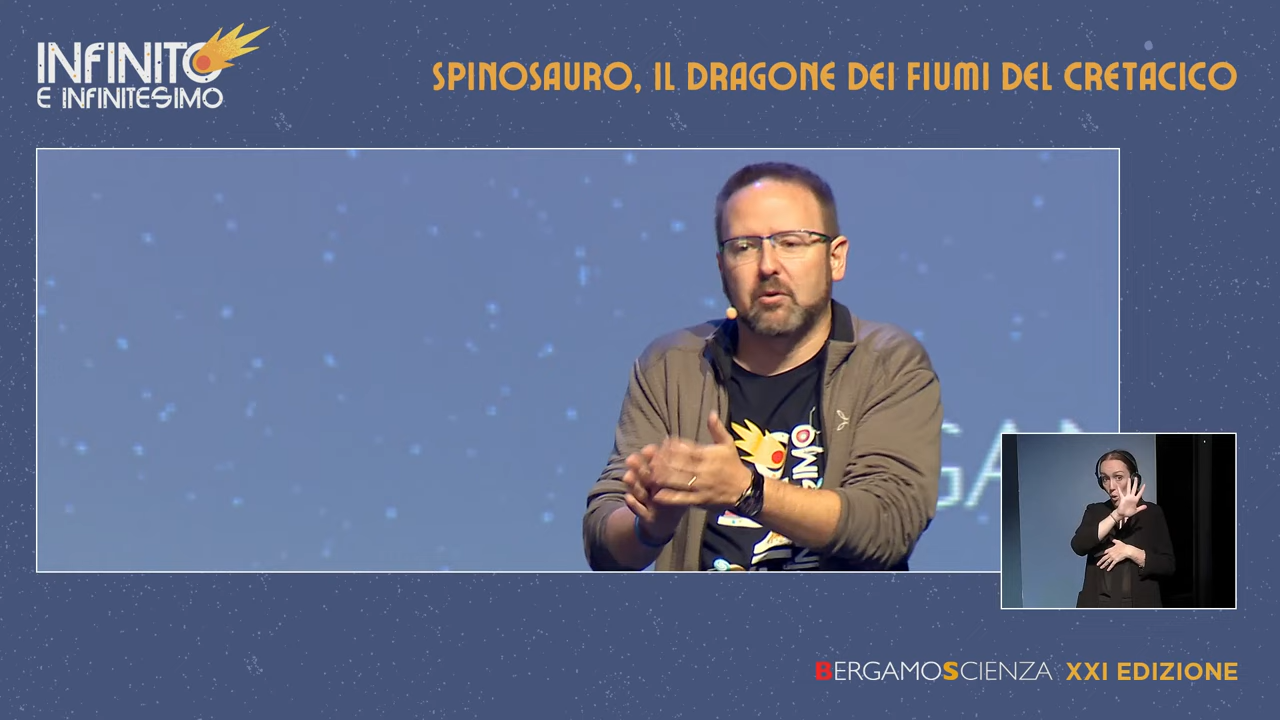 INFINITO
E INFINITESIMO
SPINOSAURO, IL DRAGONE DEI FIUMI DEL CRETACICO
BERGAMOSCIENZA XXI EDIZIONE